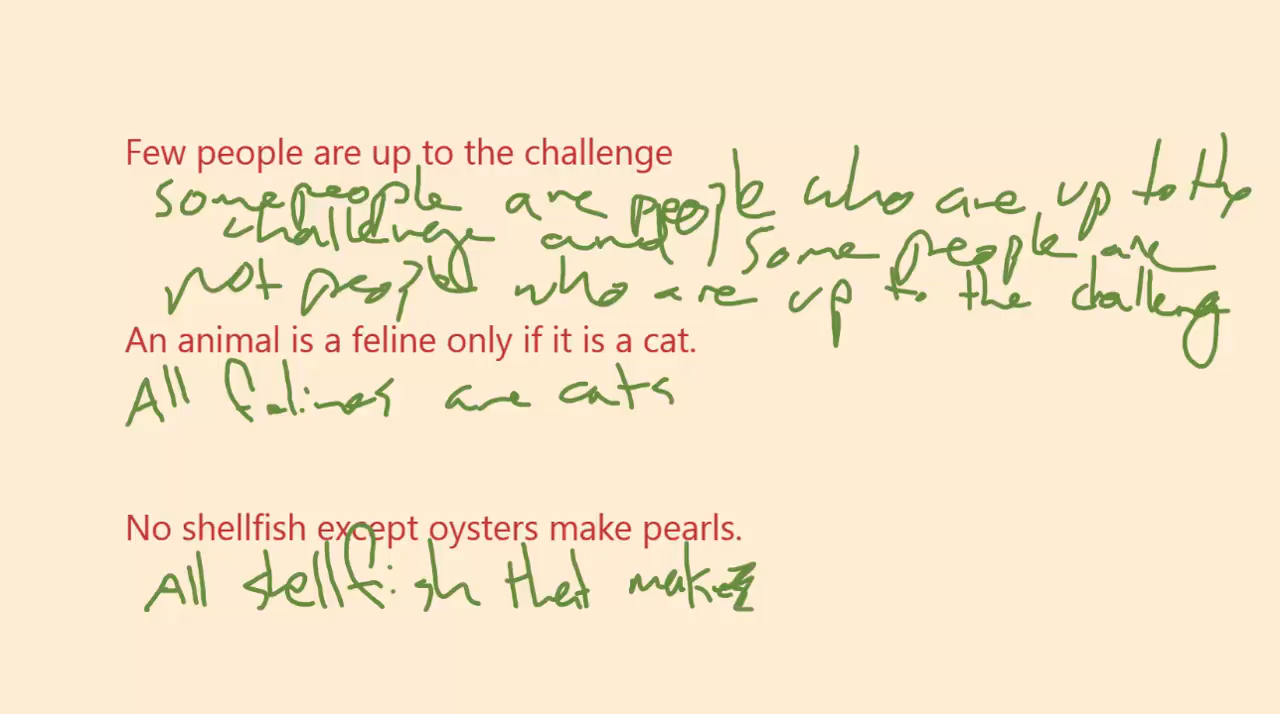 Few people are up to the challenge
some people are people who are up to the
challenge and some people are
not people who are up to the challeng
An animal is a feline only if it is a cat.
All felines are cats
No shellfish except oysters make pearls.
All shellfish that make